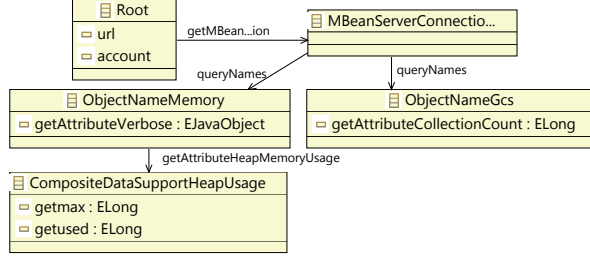 Root
url
account
getMBean...ion
MBeanServerConnectio...
queryNames
queryNames
ObjectNameMemory
getAttributeVerbose : EJavaObject
ObjectNameGcs
getAttributeCollectionCount : ELong
getAttributeHeapMemoryUsage
CompositeDataSupportHeapUsage
getmax : ELong
getused : ELong